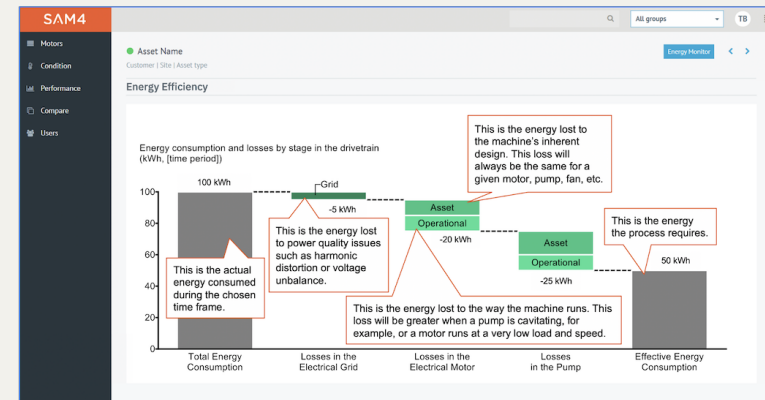 SAM4
All groups
TB
Motors
Condition
Performance
Compare
Users
Asset Name
Customer | Site | Asset type
Energy Monitor
Energy Efficiency
Energy consumption and losses by stage in the drivetrain
(kWh, [time period])
This is the energy lost to
the machine's inherent
design. This loss will
always be the same for a
given motor, pump, fan, etc.
100 kWh
Grid
-5 kWh
Asset
Operational
-20 kWh
Asset
Operational
-25 kWh
50 kWh
This is the energy
the process requires.
This is the energy lost
to power quality issues
such as harmonic
distortion or voltage
unbalance.
This is the actual
energy consumed
during the chosen
time frame.
This is the energy lost to the way the machine runs. This
loss will be greater when a pump is cavitating, for
example, or a motor runs at a very low load and speed.
100
80
60
40
20
0
Total Energy
Consumption
Losses in the
Electrical Grid
Losses in the
Electrical Motor
Losses
in the Pump
Effective Energy
Consumption